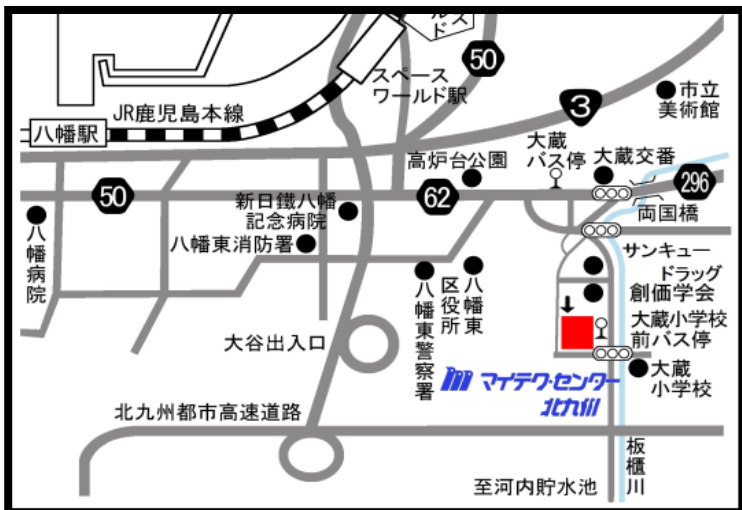 ルス
ド
50
スペース
ワールド駅
3
市立
美術館
JR鹿児島本線
八幡駅
大蔵
バス停
大蔵交番
高炉台公園
50
新日鐵八幡
記念病院
62
296
両国橋
八幡病院
八幡東消防署
サンキュー
ドラッグ
創価学会
八幡東
区役所
八幡東警察署
大谷出入口
大蔵小学校
前バス停
大蔵
小学校
マイテク・センター
北九州
北九州都市高速道路
板櫃川
至河内貯水池